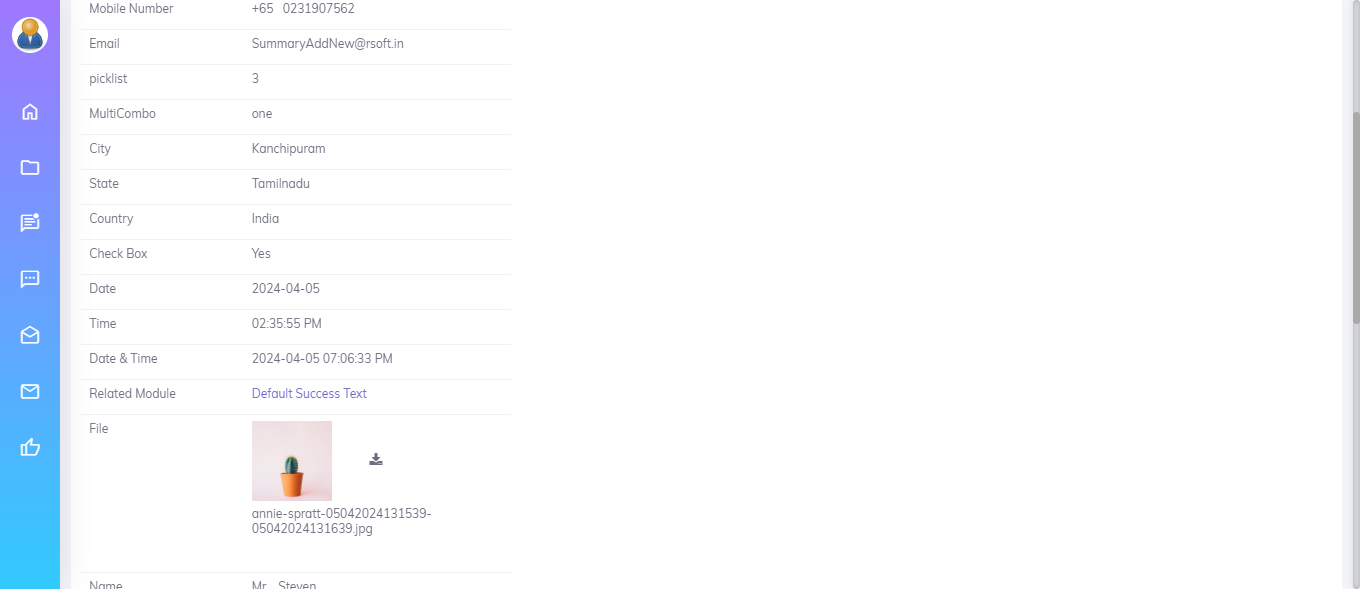 Mobile Number +65 0231907562
Email SummaryAddNew@rsoft.in
picklist 3
MultiCombo one
City Kanchipuram
State Tamilnadu
Country India
Check Box Yes
Date 2024-04-05
Time 02:35:55 PM
Date & Time 2024-04-05 07:06:33 PM
Related Module Default Success Text
File
annie-spratt-05042024131539-
05042024131639.jpg
Name Mr. Steven